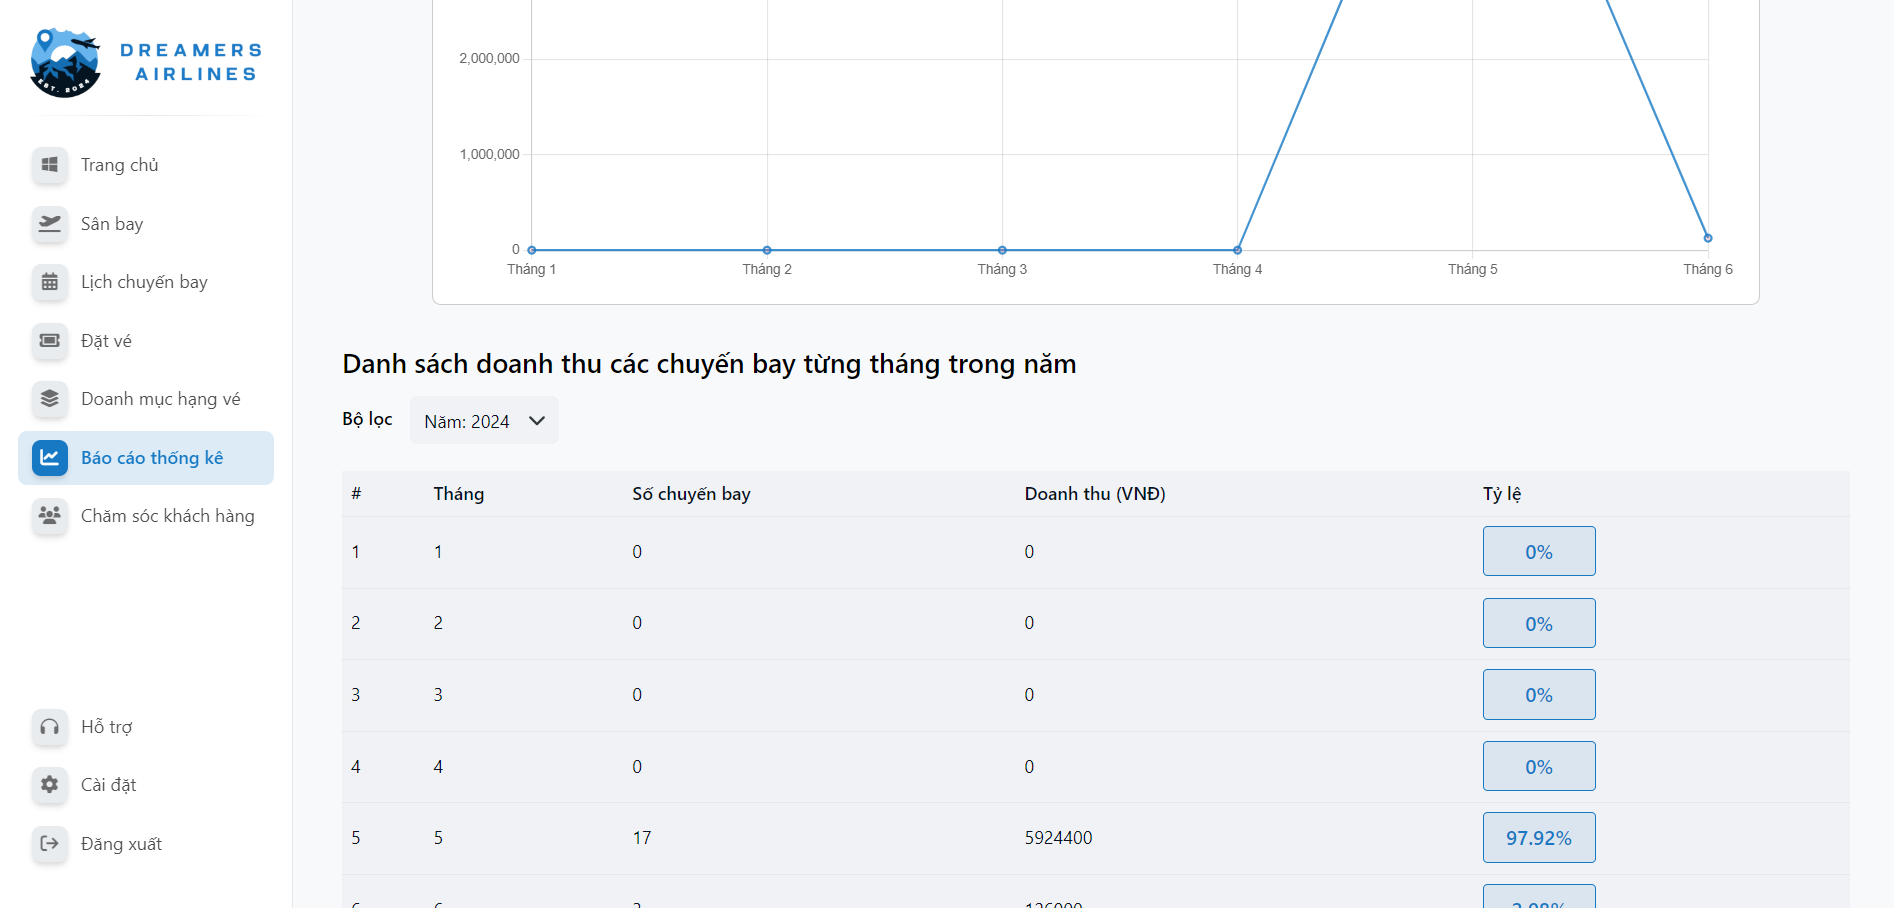 DREAMERS
AIRLINES
EST. 2024
Trang chủ
Sân bay
Lịch chuyến bay
Đặt vé
Doanh mục hạng vé
Báo cáo thống kê
Chăm sóc khách hàng
Hỗ trợ
Cài đặt
Đăng xuất
2,000,000
1,000,000
0
Tháng 1 Tháng 2 Tháng 3 Tháng 4 Tháng 5 Tháng 6
Danh sách doanh thu các chuyến bay từng tháng trong năm
Bộ lọc Năm: 2024
# Tháng Số chuyến bay Doanh thu (VNĐ) Tỷ lệ
1 1 0 0 0%
2 2 0 0 0%
3 3 0 0 0%
4 4 0 0 0%
5 5 17 5924400 97.92%